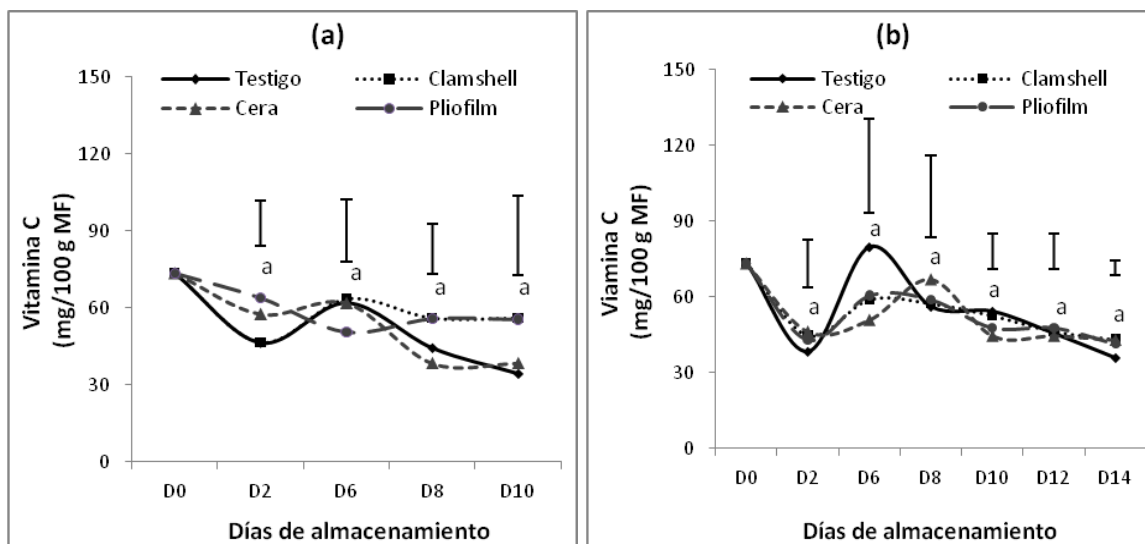 (a)
Testigo
Clamshell
Cera
Pliofilm
150
120
90
60
30
0
Vitamina C
(mg/100 g MF)
a
a
a
a
D0
D2
D6
D8
D10
Días de almacenamiento
(b)
Testigo
Clamshell
Cera
Pliofilm
150
120
90
60
30
0
Viamina C
(mg/100 g MF)
a
a
a
a
a
a
D0
D2
D6
D8
D10
D12
D14
Días de almacenamiento